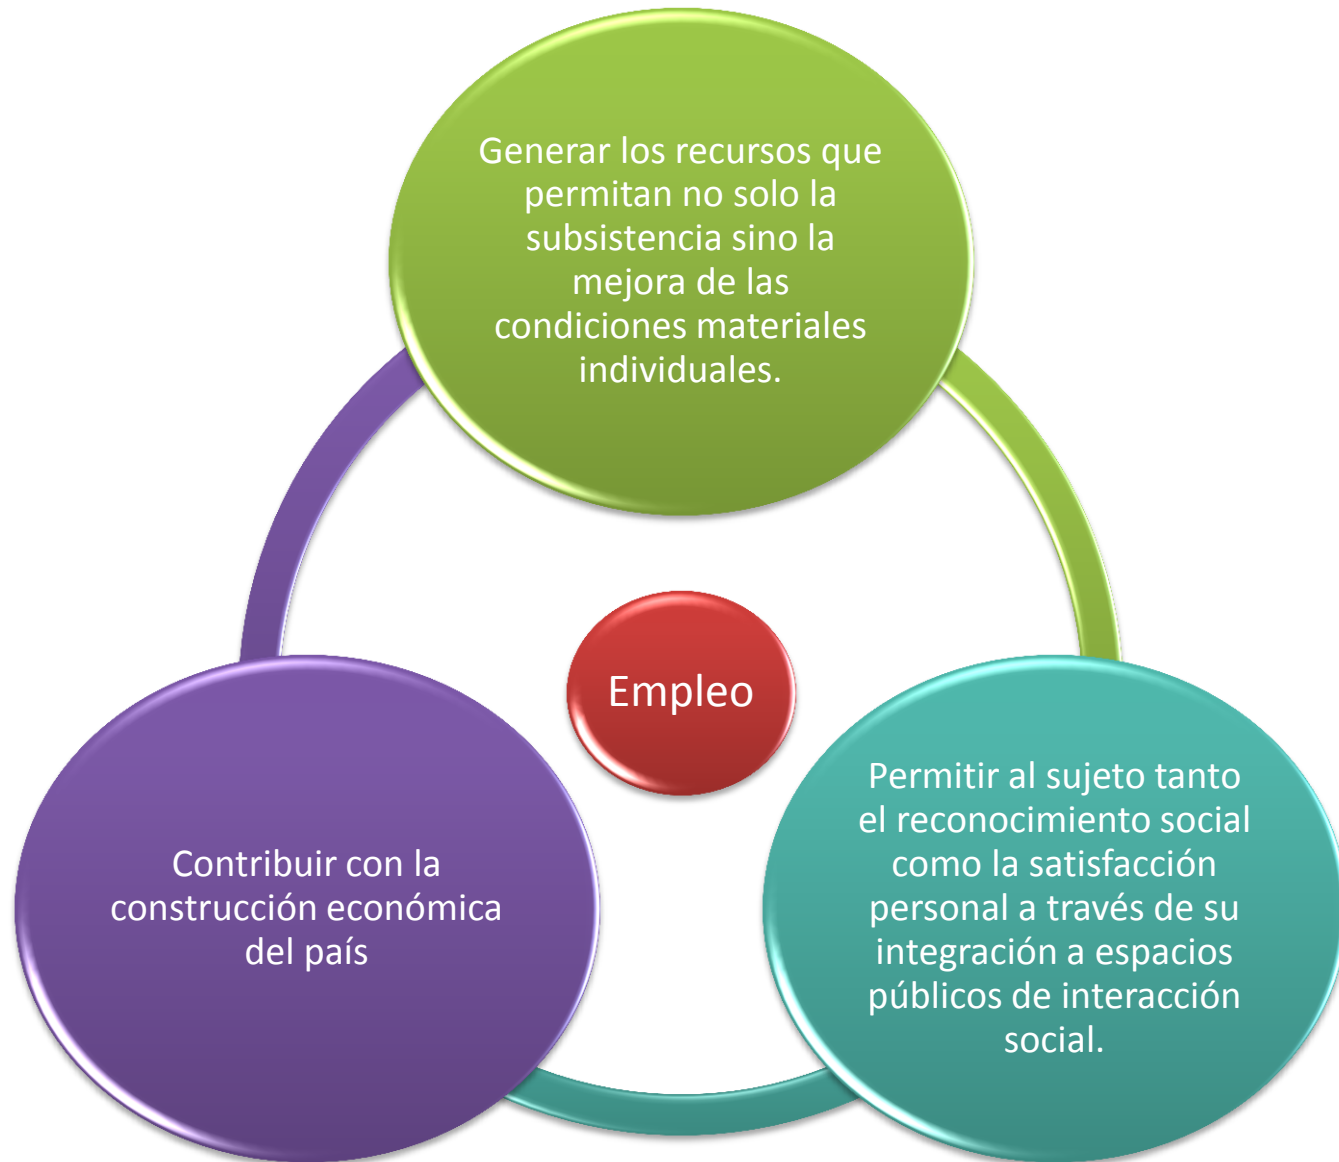 Generar los recursos que
permitan no solo la
subsistencia sino la
mejora de las
condiciones materiales
individuales.
Empleo
Contribuir con la
construcción económica
del país
Permitir al sujeto tanto
el reconocimiento social
como la satisfacción
personal a través de su
integración a espacios
públicos de interacción
social.